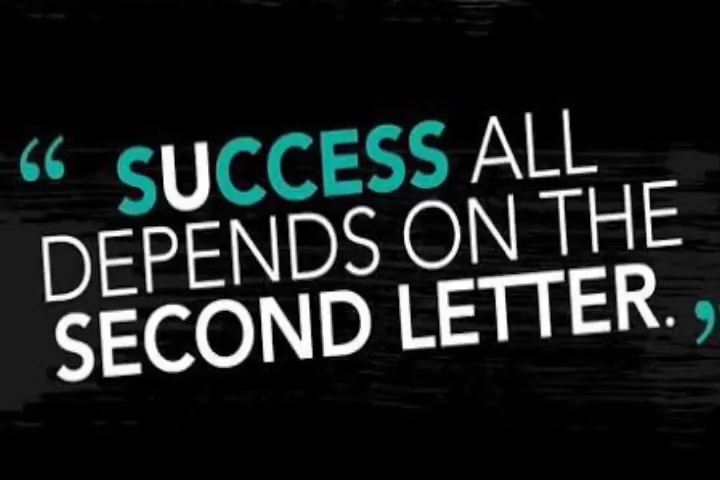 “ SUCCESS ALL
DEPENDS ON THE
SECOND LETTER. ’